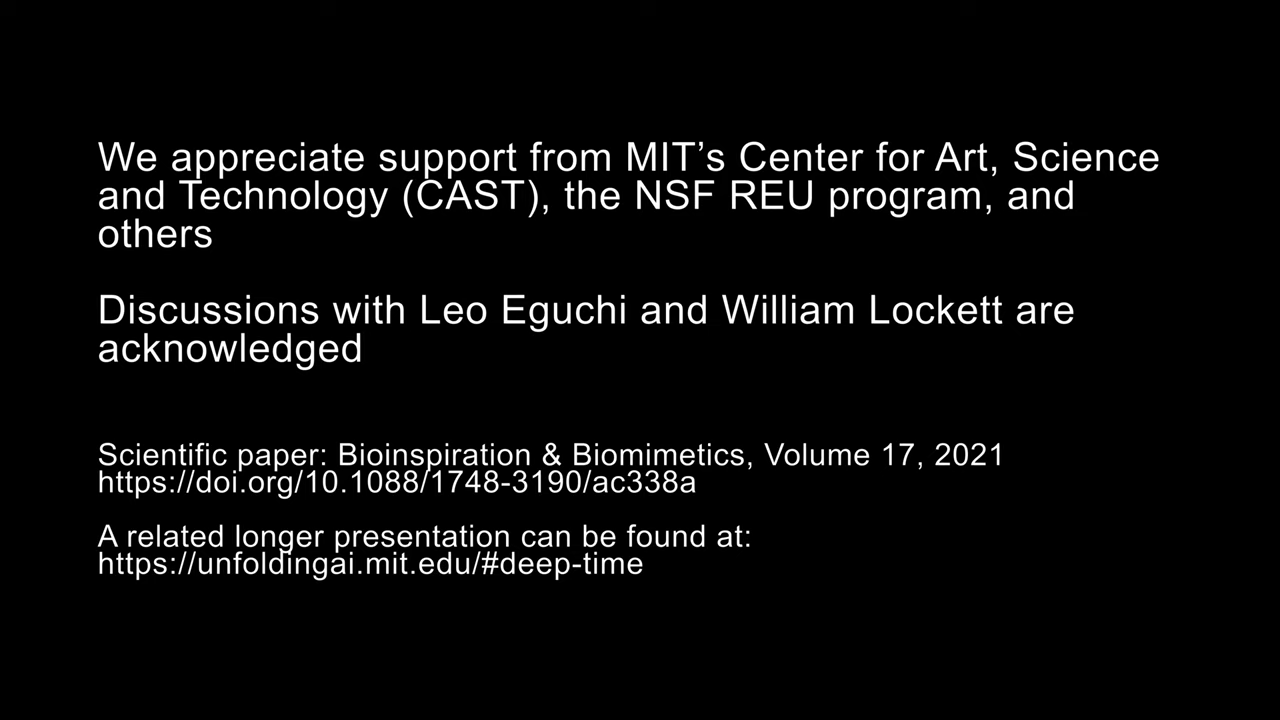 We appreciate support from MIT’s Center for Art, Science
and Technology (CAST), the NSF REU program, and
others
Discussions with Leo Eguchi and William Lockett are
acknowledged
Scientific paper: Bioinspiration & Biomimetics, Volume 17, 2021
https://doi.org/10.1088/1748-3190/ac338a
A related longer presentation can be found at:
https://unfoldingai.mit.edu/#deep-time